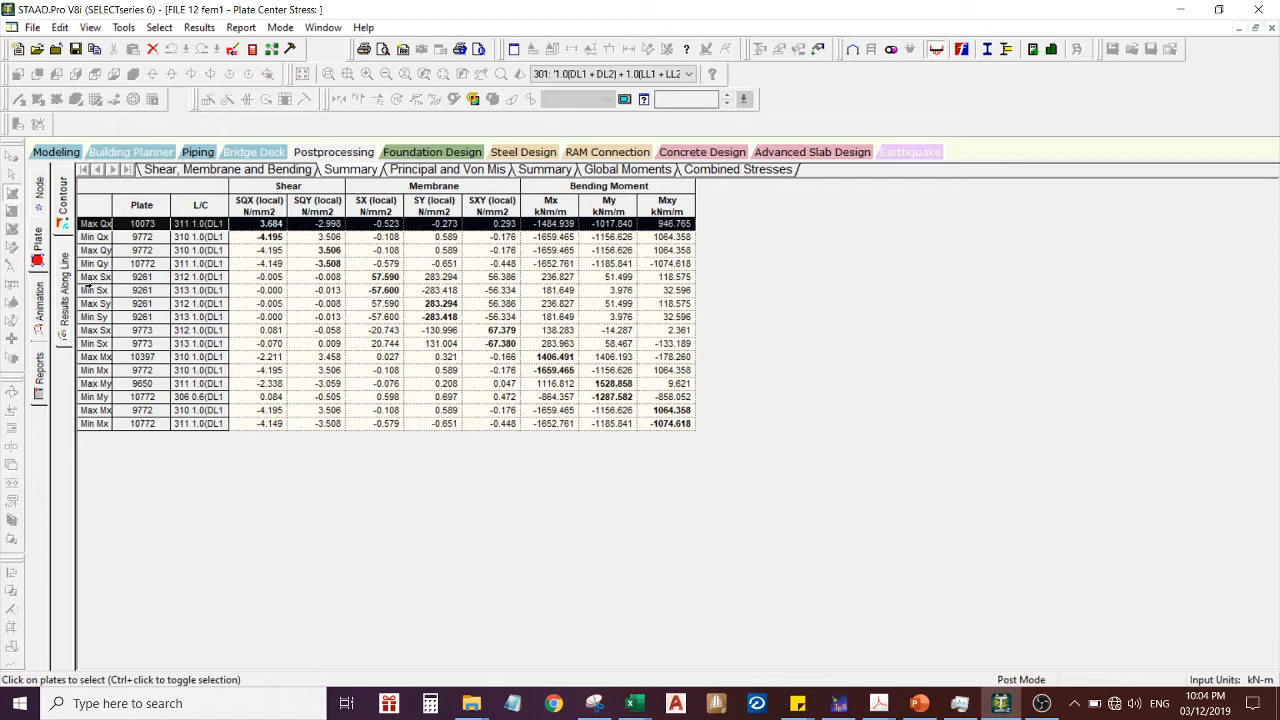 STAAD.Pro V8i (SELECTseries 6) - [FILE 12 fem1 - Plate Center Stress: ]
File Edit View Tools Select Results Report Mode Window Help
301: '1.0(DL1 + DL2) + 1.0(LL1 + LL2
Modeling Building Planner Piping Bridge Deck Postprocessing Foundation Design Steel Design RAM Connection Concrete Design Advanced Slab Design Earthquake
Shear, Membrane and Bending Summary Principal and Von Mis Summary Global Moments Combined Stresses
Node
Plate
Animation
Reports
Contour
Results Along Line
Shear Membrane Bending Moment
Plate L/C SQX (local) N/mm2 SQY (local) N/mm2 SX (local) N/mm2 SY (local) N/mm2 SXY (local) N/mm2 Mx kNm/m My kNm/m Mxy kNm/m
Max Qx 10073 311 1.0(DL1 3.684 -2.998 -0.523 -0.273 0.293 -1484.939 -1017.840 946.765
Min Qx 9772 310 1.0(DL1 -4.195 3.506 -0.108 0.589 -0.176 -1659.465 -1156.626 1064.358
Max Qy 9772 310 1.0(DL1 -4.195 3.506 -0.108 0.589 -0.176 -1659.465 -1156.626 1064.358
Min Qy 10772 311 1.0(DL1 -4.149 -3.508 -0.579 -0.651 -0.448 -1652.761 -1185.841 -1074.618
Max Sx 9261 312 1.0(DL1 -0.005 -0.008 57.590 283.294 56.386 236.827 51.499 118.575
Min Sx 9261 313 1.0(DL1 -0.000 -0.013 -57.600 -283.418 -56.334 181.649 3.976 32.596
Max Sy 9261 312 1.0(DL1 -0.005 -0.008 57.590 283.294 56.386 236.827 51.499 118.575
Min Sy 9261 313 1.0(DL1 -0.000 -0.013 -57.600 -283.418 -56.334 181.649 3.976 32.596
Max Sx 9773 312 1.0(DL1 0.081 -0.058 -20.743 -130.996 67.379 138.283 -14.287 2.361
Min Sx 9773 313 1.0(DL1 -0.070 0.009 20.744 131.004 -67.380 283.963 58.467 -133.189
Max Mx 10397 310 1.0(DL1 -2.211 3.458 0.027 0.321 -0.166 1406.491 1406.193 -178.260
Min Mx 9772 310 1.0(DL1 -4.195 3.506 -0.108 0.589 -0.176 -1659.465 -1156.626 1064.358
Max My 9650 311 1.0(DL1 -2.338 -3.059 -0.076 0.208 0.047 1116.812 1528.858 9.621
Min My 10772 306 0.6(DL1 0.084 -0.505 0.598 0.697 0.472 -864.357 -1287.582 -858.052
Max Mx 9772 310 1.0(DL1 -4.195 3.506 -0.108 0.589 -0.176 -1659.465 -1156.626 1064.358
Min Mx 10772 311 1.0(DL1 -4.149 -3.508 -0.579 -0.651 -0.448 -1652.761 -1185.841 -1074.618
Click on plates to select (Ctrl+click to toggle selection) Post Mode Input Units: kN-m
Type here to search
ENG
10:04 PM
03/12/2019